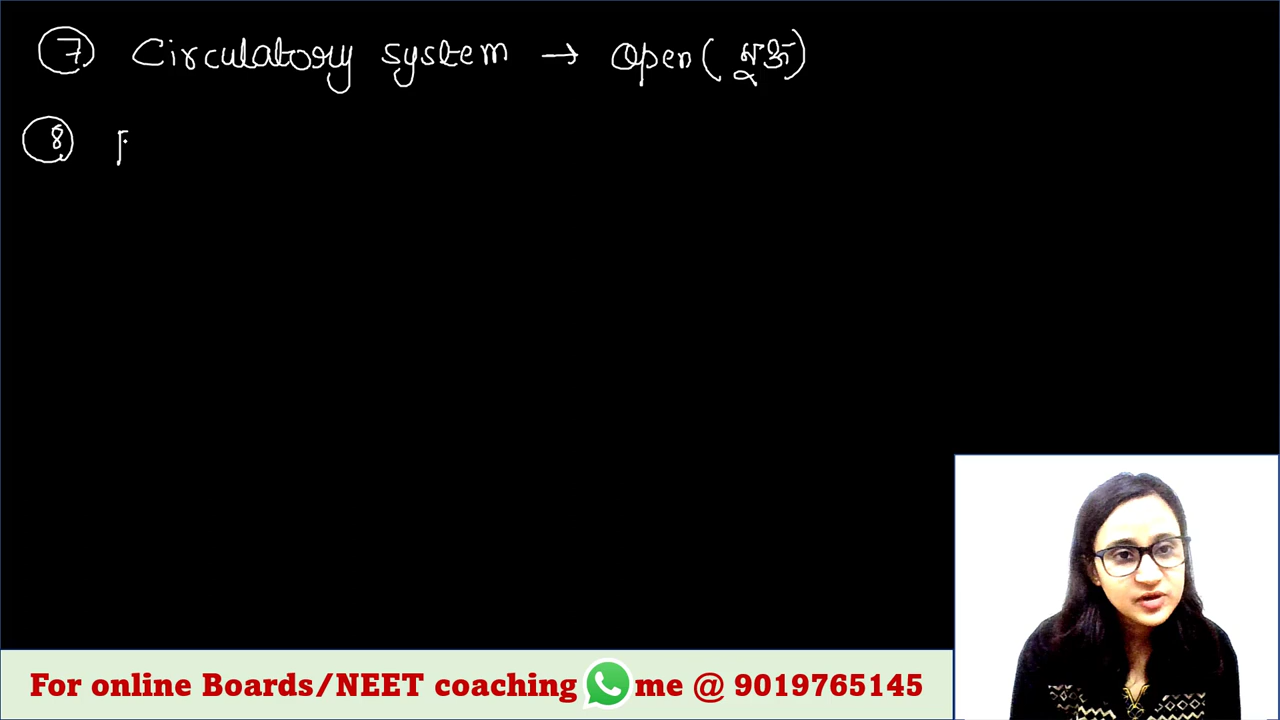 ⑦ Circulatory system → Open (
⑧
For online Boards/NEET coaching me @ 9019765145